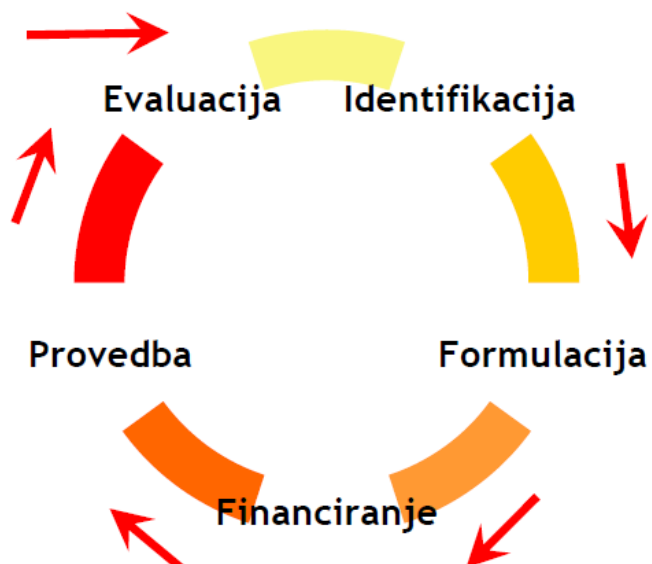 Evaluacija
Identifikacija
Provedba
Formulacija
Financiranje